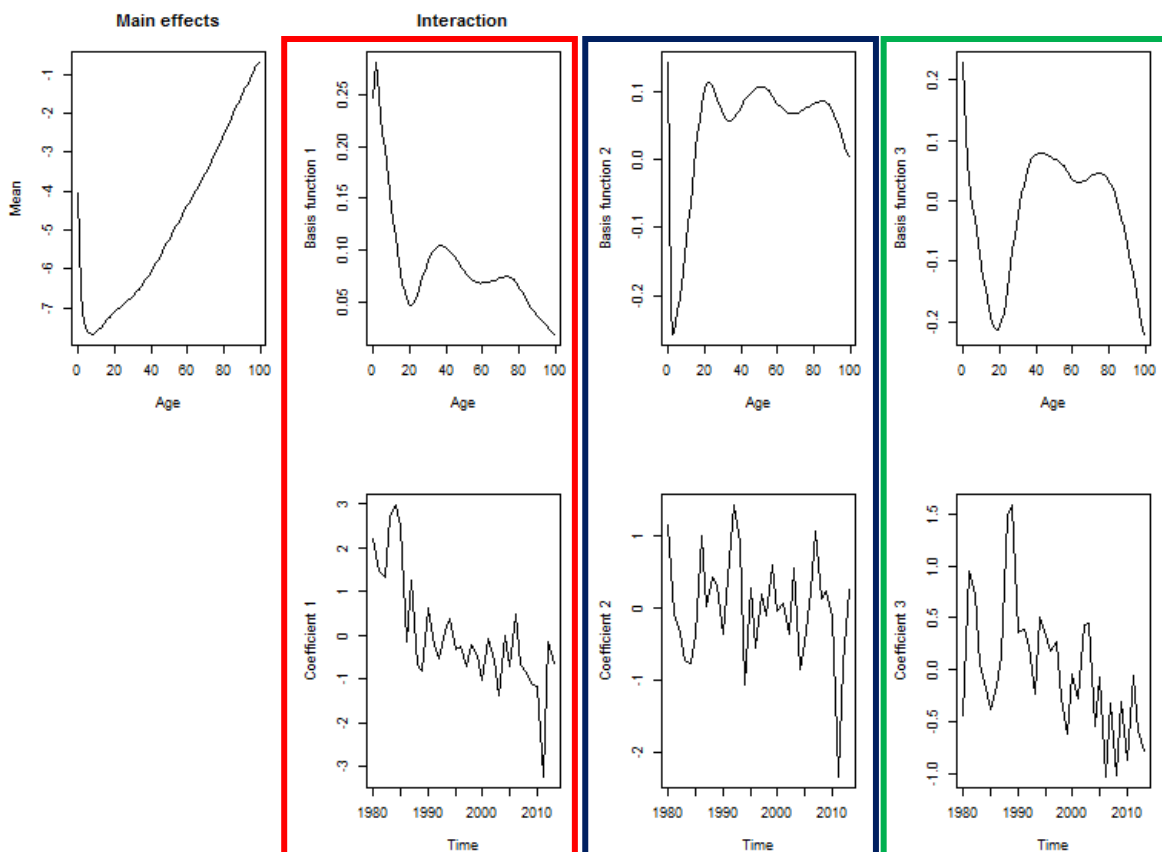 Main effects
Interaction
Mean
-1
-2
-3
-4
-5
-6
-7
0 20 40 60 80 100
Age
Basis function 1
0.25
0.20
0.15
0.10
0.05
0 20 40 60 80 100
Age
Basis function 2
0.1
0.0
-0.1
-0.2
0 20 40 60 80 100
Age
Basis function 3
0.2
0.1
0.0
-0.1
-0.2
0 20 40 60 80 100
Age
Coefficient 1
3
2
1
0
-1
-2
-3
1980 1990 2000 2010
Time
Coefficient 2
1
0
-1
-2
1980 1990 2000 2010
Time
Coefficient 3
1.5
1.0
0.5
0.0
-0.5
-1.0
1980 1990 2000 2010
Time